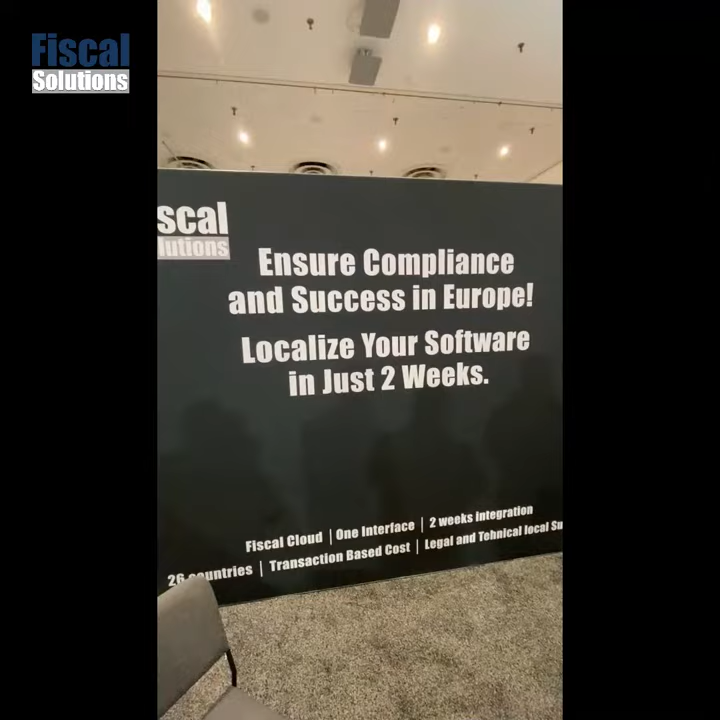 Fiscal
Solutions
scal
lutions
Ensure Compliance
and Success in Europe!
Localize Your Software
in Just 2 Weeks.
Fiscal Cloud | One Interface | 2 weeks integration
26 countries | Transaction Based Cost | Legal and Tehnical local Su